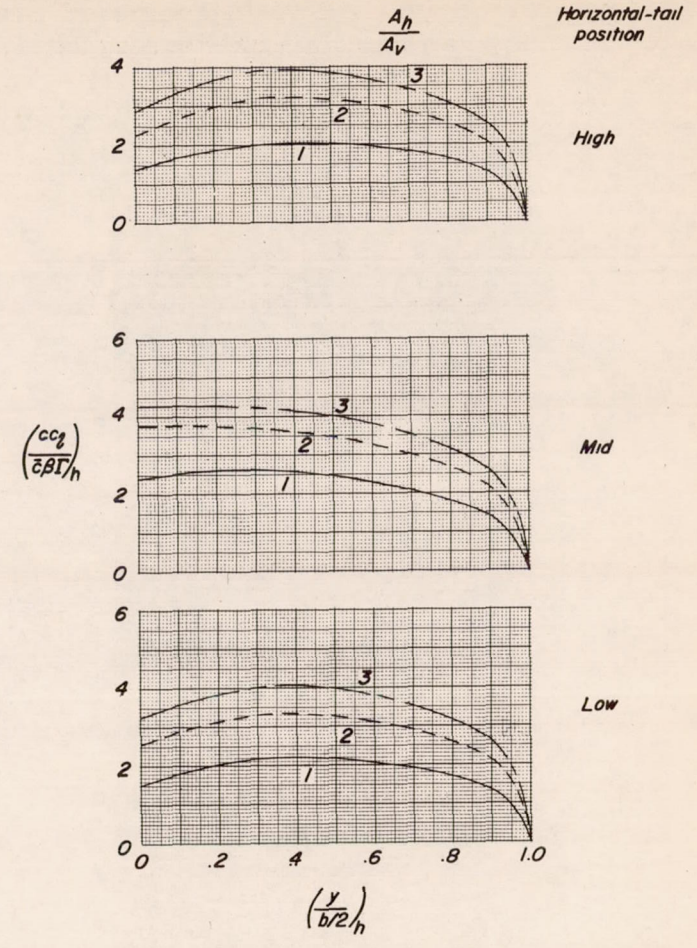 A_h/A_v
Horizontal-tail
position
4
2
0
3
2
1
High
6
4
2
0
3
2
1
Mid
(cc_l/c̄βΓ)_h
6
4
2
0
3
2
1
Low
0 .2 .4 .6 .8 1.0
(y/b/2)_h